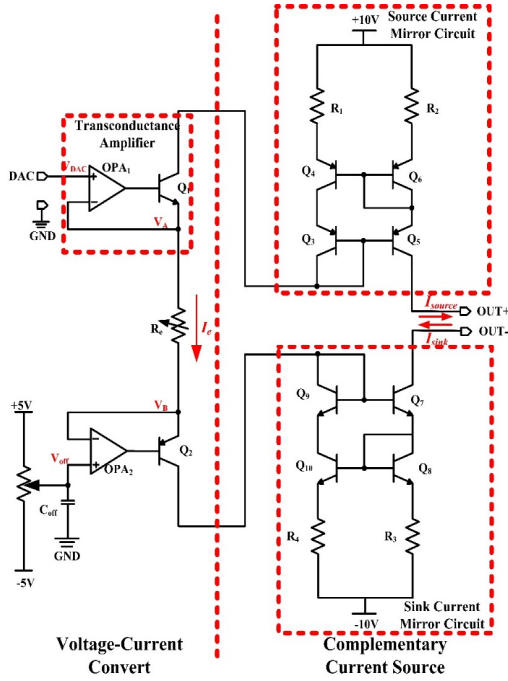 +10V
Source Current
Mirror Circuit
R1
R2
Transconductance
Amplifier
VDAC
OPA1
DAC
Q1
GND
VA
Q4
Q6
Q3
Q5
Isource
OUT+
OUT-
Isink
Re
Ie
VB
+5V
Voff
OPA2
Q2
Coff
GND
-5V
Q9
Q7
Q10
Q8
R4
R3
-10V
Sink Current
Mirror Circuit
Voltage-Current
Convert
Complementary
Current Source